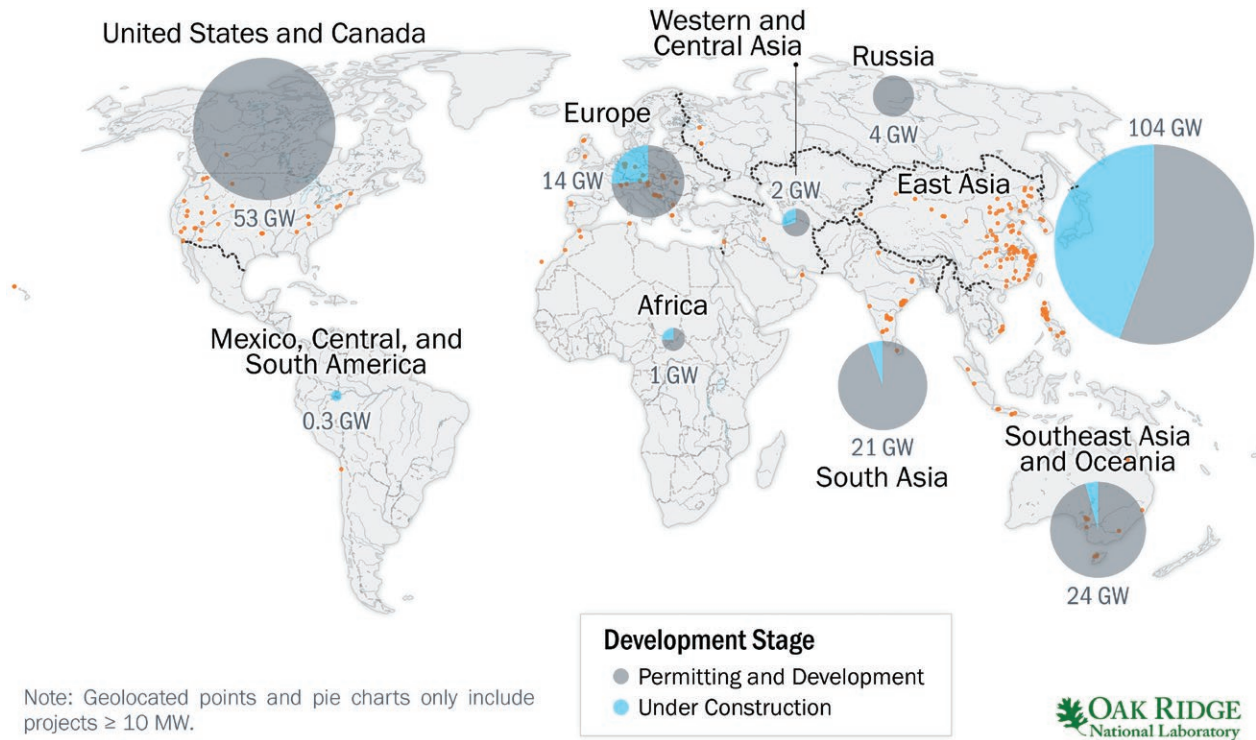 United States and Canada
53 GW
Western and
Central Asia
2 GW
Russia
4 GW
Europe
14 GW
East Asia
104 GW
Mexico, Central, and
South America
0.3 GW
Africa
1 GW
21 GW
South Asia
Southeast Asia
and Oceania
24 GW
Development Stage
Permitting and Development
Under Construction
Note: Geolocated points and pie charts only include
projects ≥ 10 MW.
OAK RIDGE
National Laboratory